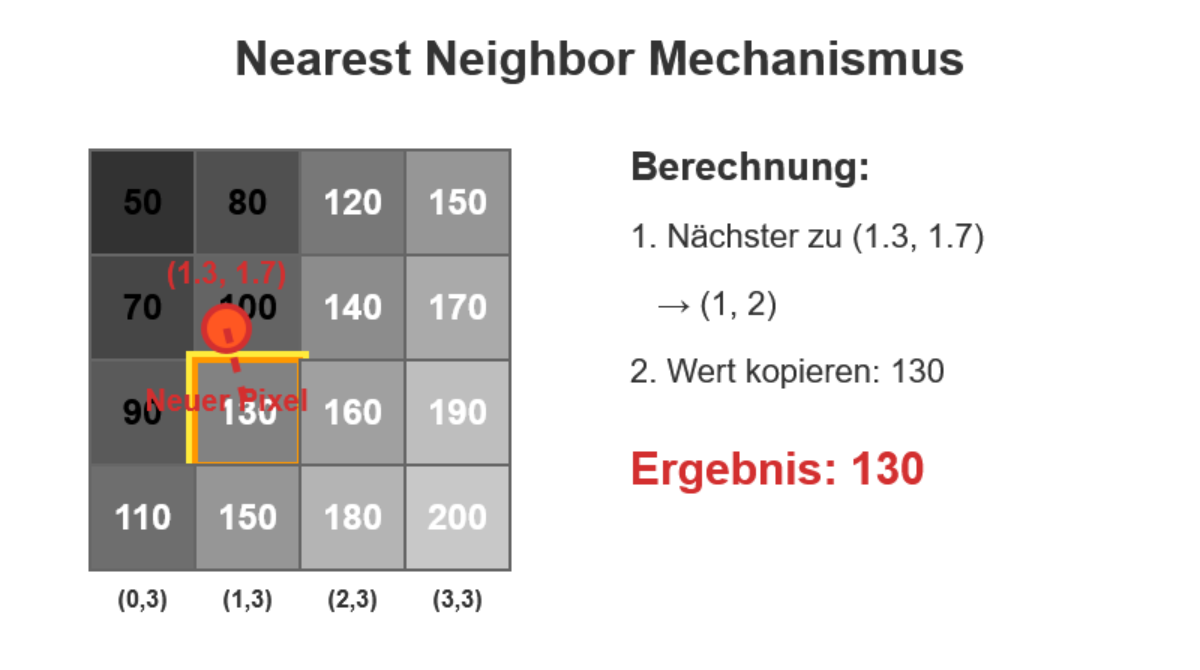 Nearest Neighbor Mechanismus
50 80 120 150
(1.3, 1.7)
70 100 140 170
Neuer Pixel
90 130 160 190
110 150 180 200
(0,3) (1,3) (2,3) (3,3)
Berechnung:
1. Nächster zu (1.3, 1.7)
→ (1, 2)
2. Wert kopieren: 130
Ergebnis: 130